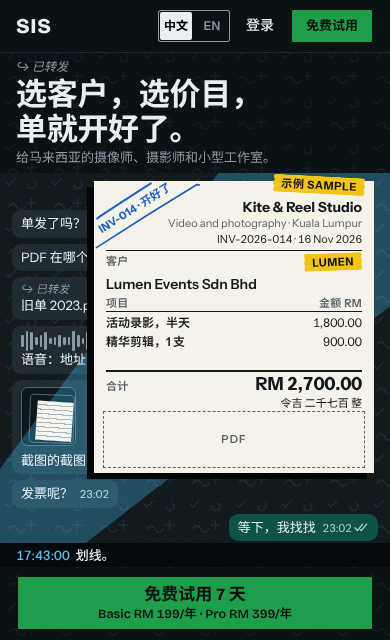 SIS
中文 EN
登录
免费试用
已转发
选客户，选价目，
单就开好了。
给马来西亚的摄像师、摄影师和小型工作室。
单发了吗?
PDF 在哪个
已转发
旧单 2023.p
语音：地址
截图的截图
发票呢? 23:02
INV-014 · 开好了
示例 SAMPLE
Kite & Reel Studio
Video and photography · Kuala Lumpur
INV-2026-014 · 16 Nov 2026
客户
LUMEN
Lumen Events Sdn Bhd
项目 金额 RM
活动录影，半天 1,800.00
精华剪辑，1 支 900.00
合计 RM 2,700.00
令吉 二千七百 整
PDF
等下，我找找 23:02
17:43:00 划线。
免费试用 7 天
Basic RM 199/年 · Pro RM 399/年